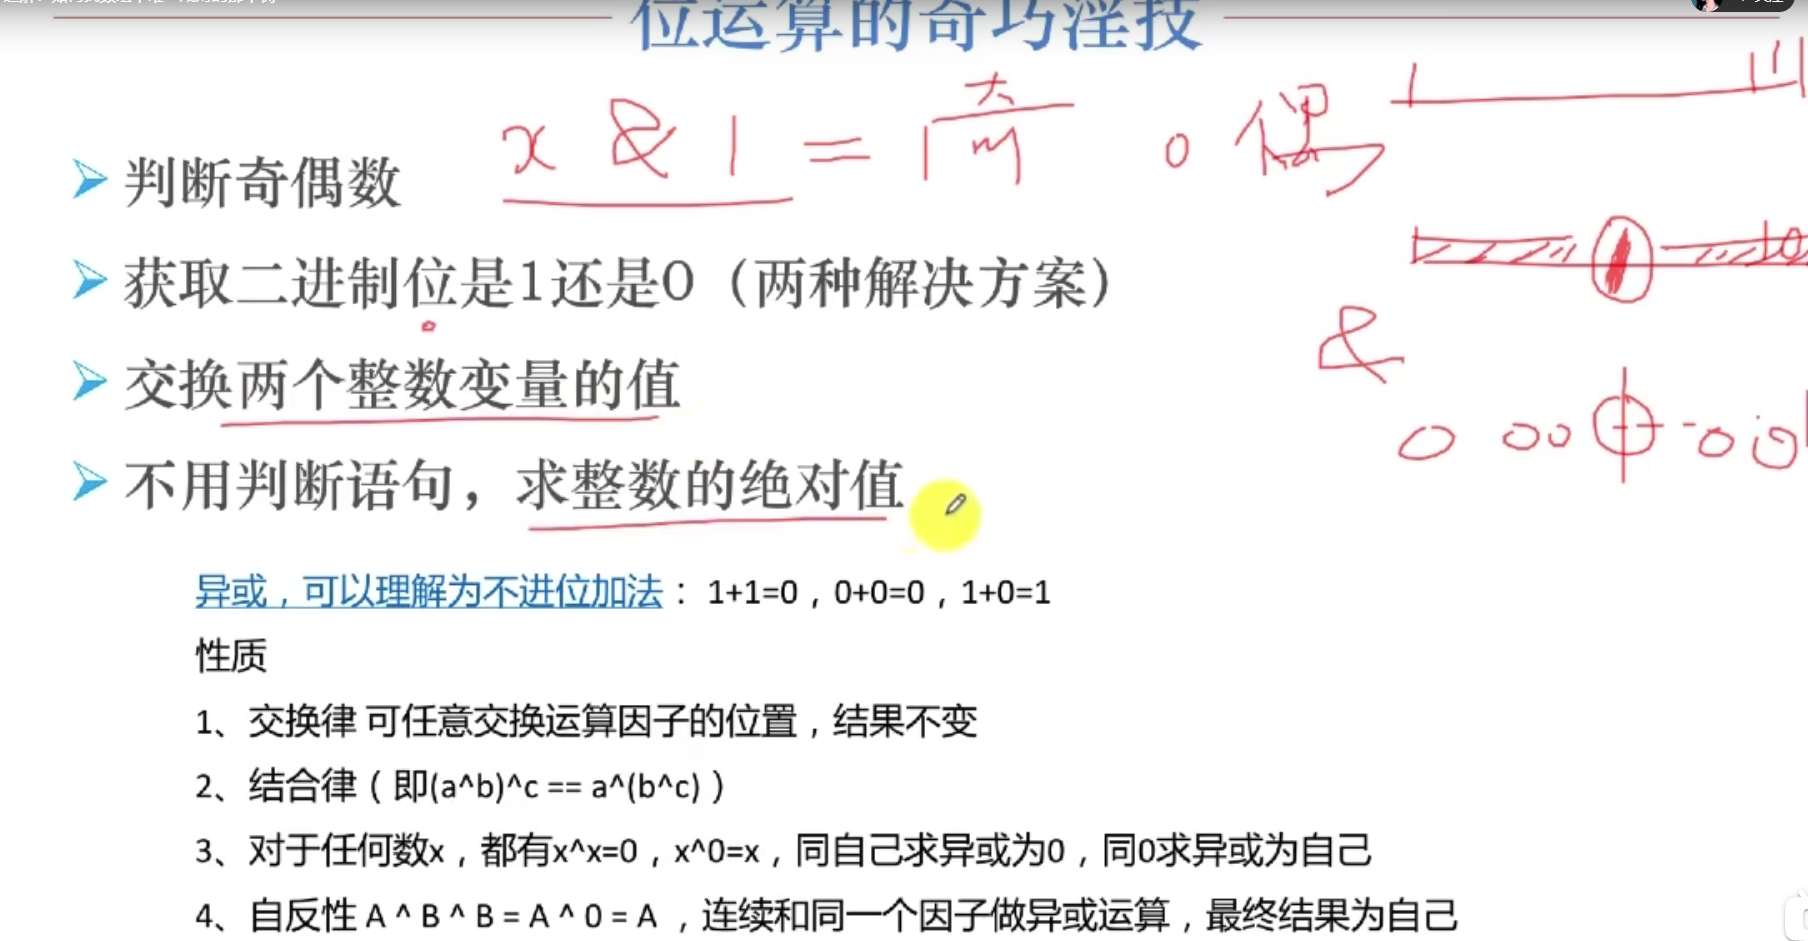 位运算的奇巧淫技
x & 1 = 1 奇 0 偶
➤ 判断奇偶数
➤ 获取二进制位是1还是0（两种解决方案）
&
➤ 交换两个整数变量的值
➤ 不用判断语句，求整数的绝对值
异或，可以理解为不进位加法：1+1=0，0+0=0，1+0=1
性质
1、交换律 可任意交换运算因子的位置，结果不变
2、结合律（即(a^b)^c == a^(b^c)）
3、对于任何数x，都有x^x=0，x^0=x，同自己求异或为0，同0求异或为自己
4、自反性 A ^ B ^ B = A ^ 0 = A ，连续和同一个因子做异或运算，最终结果为自己